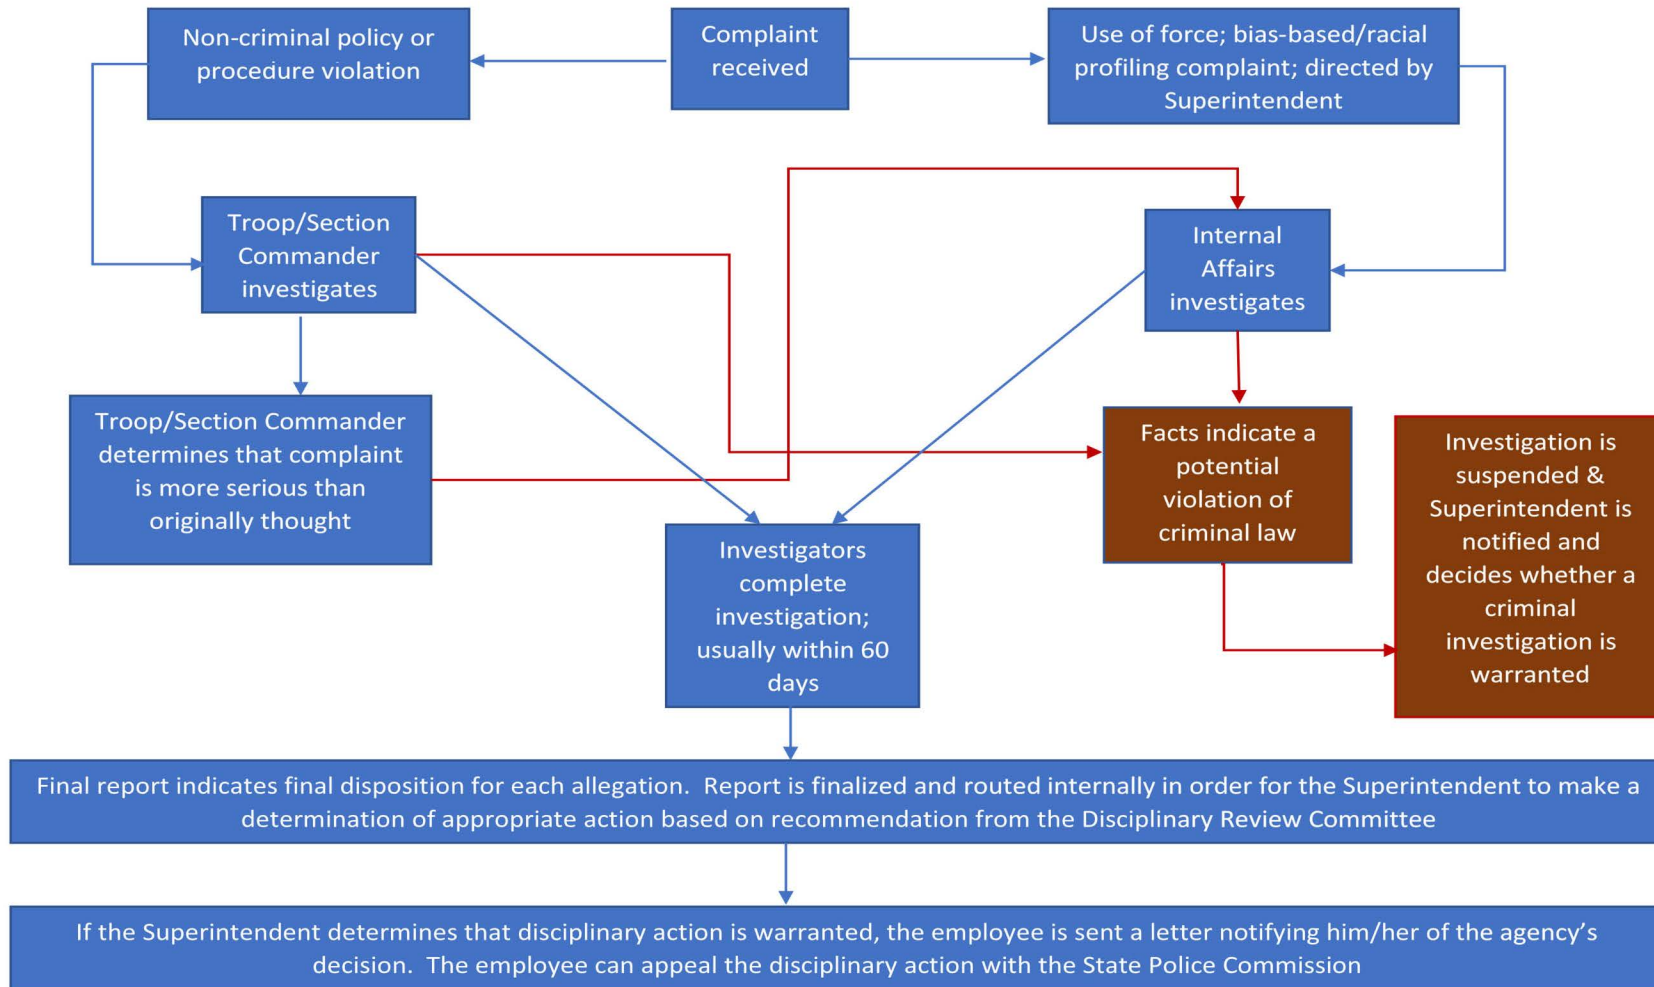 Non-criminal policy or
procedure violation
Complaint
received
Use of force; bias-based/racial
profiling complaint; directed by
Superintendent
Troop/Section
Commander
investigates
Internal
Affairs
investigates
Troop/Section Commander
determines that complaint
is more serious than
originally thought
Facts indicate a
potential
violation of
criminal law
Investigation is
suspended &
Superintendent is
notified and
decides whether a
criminal
investigation is
warranted
Investigators
complete
investigation;
usually within 60
days
Final report indicates final disposition for each allegation. Report is finalized and routed internally in order for the Superintendent to make a
determination of appropriate action based on recommendation from the Disciplinary Review Committee
If the Superintendent determines that disciplinary action is warranted, the employee is sent a letter notifying him/her of the agency’s
decision. The employee can appeal the disciplinary action with the State Police Commission